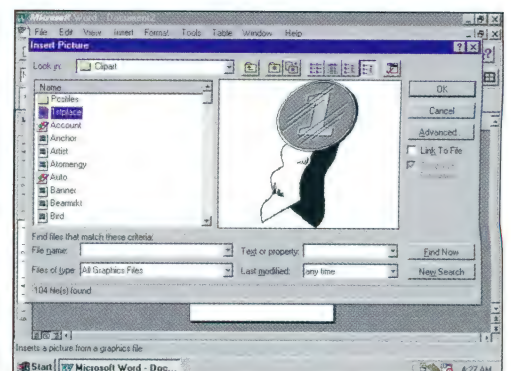 Microsoft Word - Document2
File Edit View Insert Format Tools Table Window Help
Insert Picture
Look in: Clipart
Name
Pcsfiles
1stplace
Account
Anchor
Artist
Atomengy
Auto
Banner
Bearmrkt
Bird
OK
Cancel
Advanced...
Link To File
1
Find files that match these criteria:
File name:
Text or property:
Find Now
Files of type: All Graphics Files
Last modified: any time
New Search
104 file(s) found
Inserts a picture from a graphics file
Start
Microsoft Word - Doc...
4:27 AM